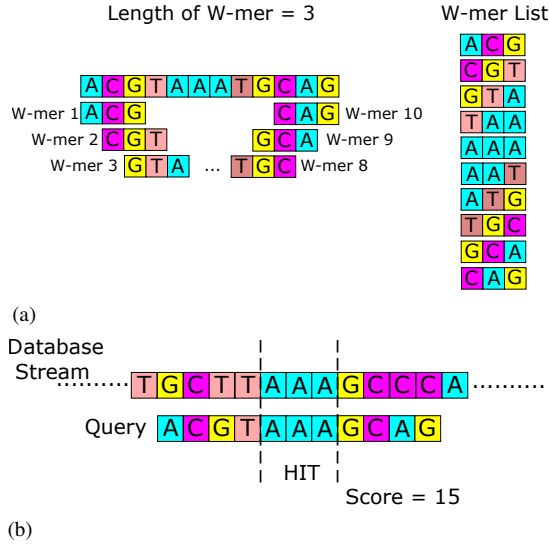 Length of W-mer = 3
W-mer List
ACGTAAATGCAG
W-mer 1 ACG CAG W-mer 10
W-mer 2 CGT GCA W-mer 9
W-mer 3 GTA ... TGC W-mer 8
ACG
CGT
GTA
TAA
AAA
AAT
ATG
TGC
GCA
CAG
(a)
Database
Stream
.......... TGCTTAAAGCCCA ..........
Query ACGTAAAGCAG
HIT
Score = 15
(b)